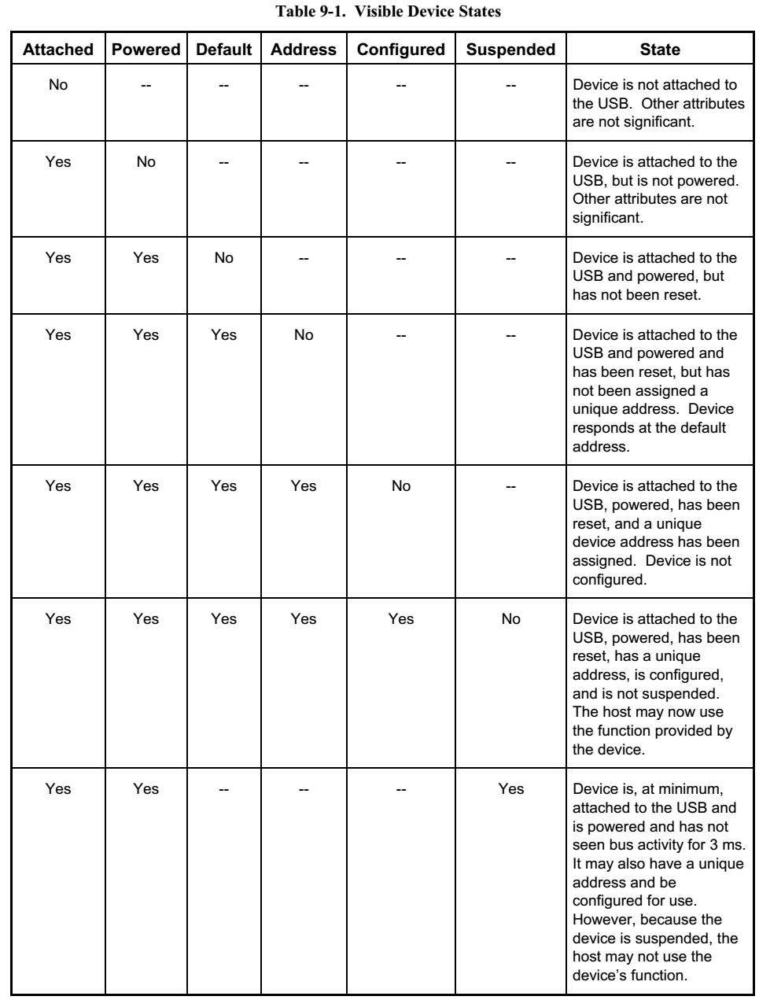 Table 9-1. Visible Device States
Attached Powered Default Address Configured Suspended State
No -- -- -- -- -- Device is not attached to
the USB. Other attributes
are not significant.
Yes No -- -- -- -- Device is attached to the
USB, but is not powered.
Other attributes are not
significant.
Yes Yes No -- -- -- Device is attached to the
USB and powered, but
has not been reset.
Yes Yes Yes No -- -- Device is attached to the
USB and powered and
has been reset, but has
not been assigned a
unique address. Device
responds at the default
address.
Yes Yes Yes Yes No -- Device is attached to the
USB, powered, has been
reset, and a unique
device address has been
assigned. Device is not
configured.
Yes Yes Yes Yes Yes No Device is attached to the
USB, powered, has been
reset, has a unique
address, is configured,
and is not suspended.
The host may now use
the function provided by
the device.
Yes Yes -- -- -- Yes Device is, at minimum,
attached to the USB and
is powered and has not
seen bus activity for 3 ms.
It may also have a unique
address and be
configured for use.
However, because the
device is suspended, the
host may not use the
device’s function.